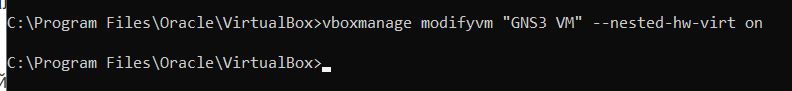 C:\Program Files\Oracle\VirtualBox>vboxmanage modifyvm "GNS3 VM" --nested-hw-virt on
C:\Program Files\Oracle\VirtualBox>